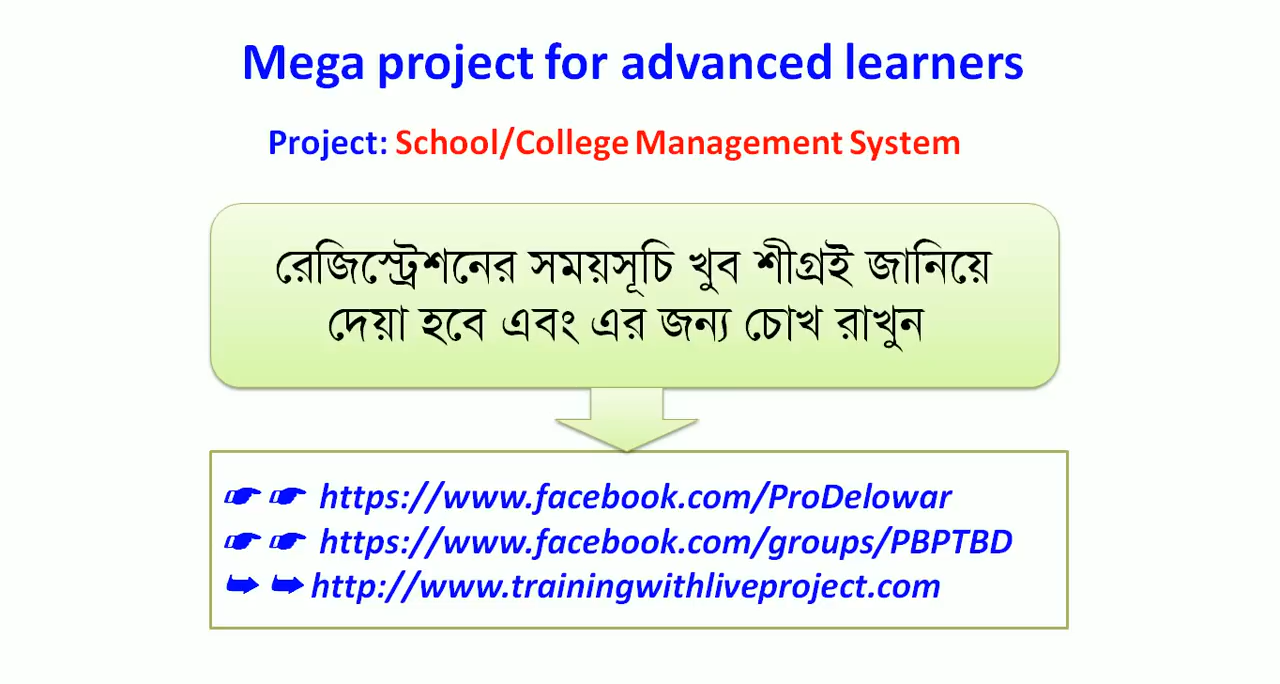 Mega project for advanced learners
Project: School/College Management System
রেজিস্ট্রেশনের সময়সূচি খুব শীগ্রই জানিয়ে
দেয়া হবে এবং এর জন্য চোখ রাখুন
☛ ☛ https://www.facebook.com/ProDelowar
☛ ☛ https://www.facebook.com/groups/PBPTBD
➥ ➥ http://www.trainingwithliveproject.com